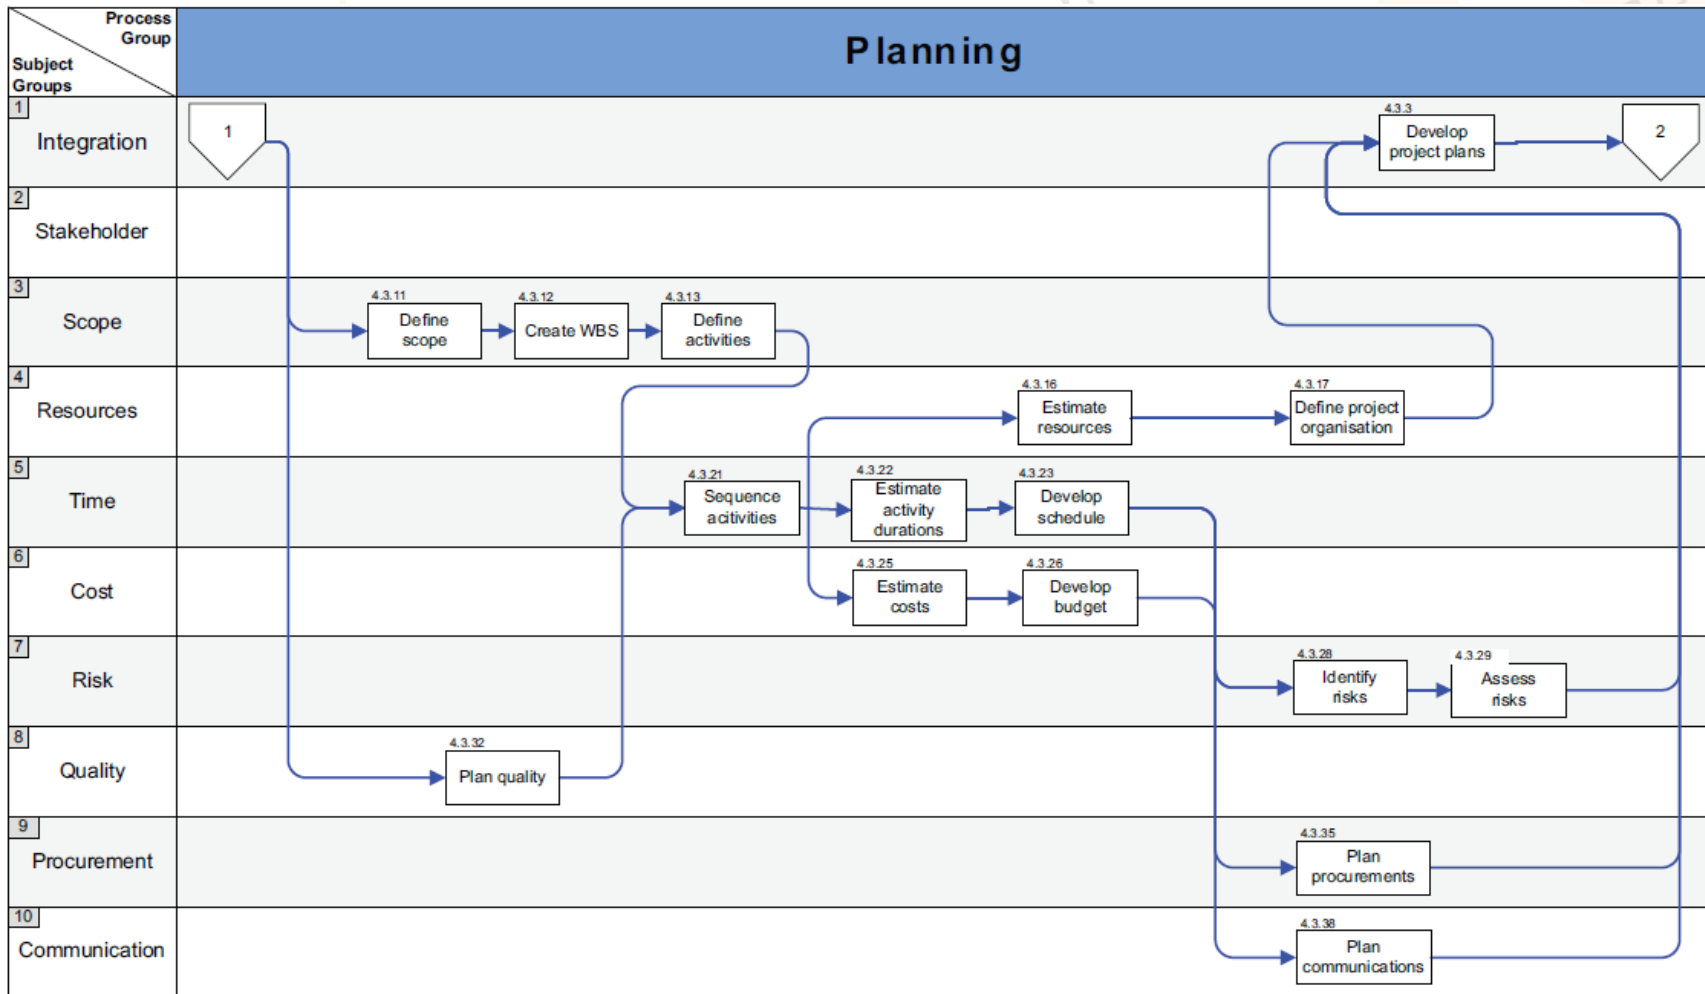 Process
Group
Subject
Groups
Planning
1
Integration
1
4.3.3
Develop
project plans
2
2
Stakeholder
3
Scope
4.3.11
Define
scope
4.3.12
Create WBS
4.3.13
Define
activities
4
Resources
4.3.16
Estimate
resources
4.3.17
Define project
organisation
5
Time
4.3.21
Sequence
acitivities
4.3.22
Estimate
activity
durations
4.3.23
Develop
schedule
6
Cost
4.3.25
Estimate
costs
4.3.26
Develop
budget
7
Risk
4.3.28
Identify
risks
4.3.29
Assess
risks
8
Quality
4.3.32
Plan quality
9
Procurement
4.3.35
Plan
procurements
10
Communication
4.3.38
Plan
communications